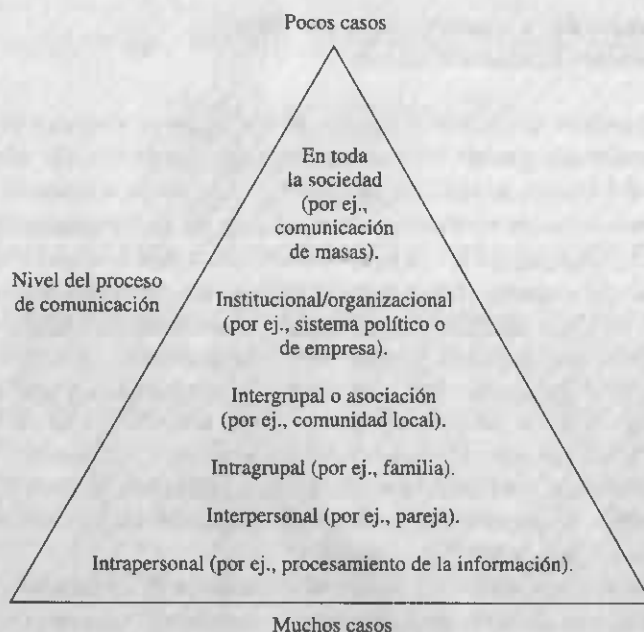 Pocos casos
En toda
la sociedad
(por ej.,
comunicación
de masas).
Nivel del proceso
de comunicación
Institucional/organizacional
(por ej., sistema político o
de empresa).
Intergrupal o asociación
(por ej., comunidad local).
Intragrupal (por ej., familia).
Interpersonal (por ej., pareja).
Intrapersonal (por ej., procesamiento de la información).
Muchos casos